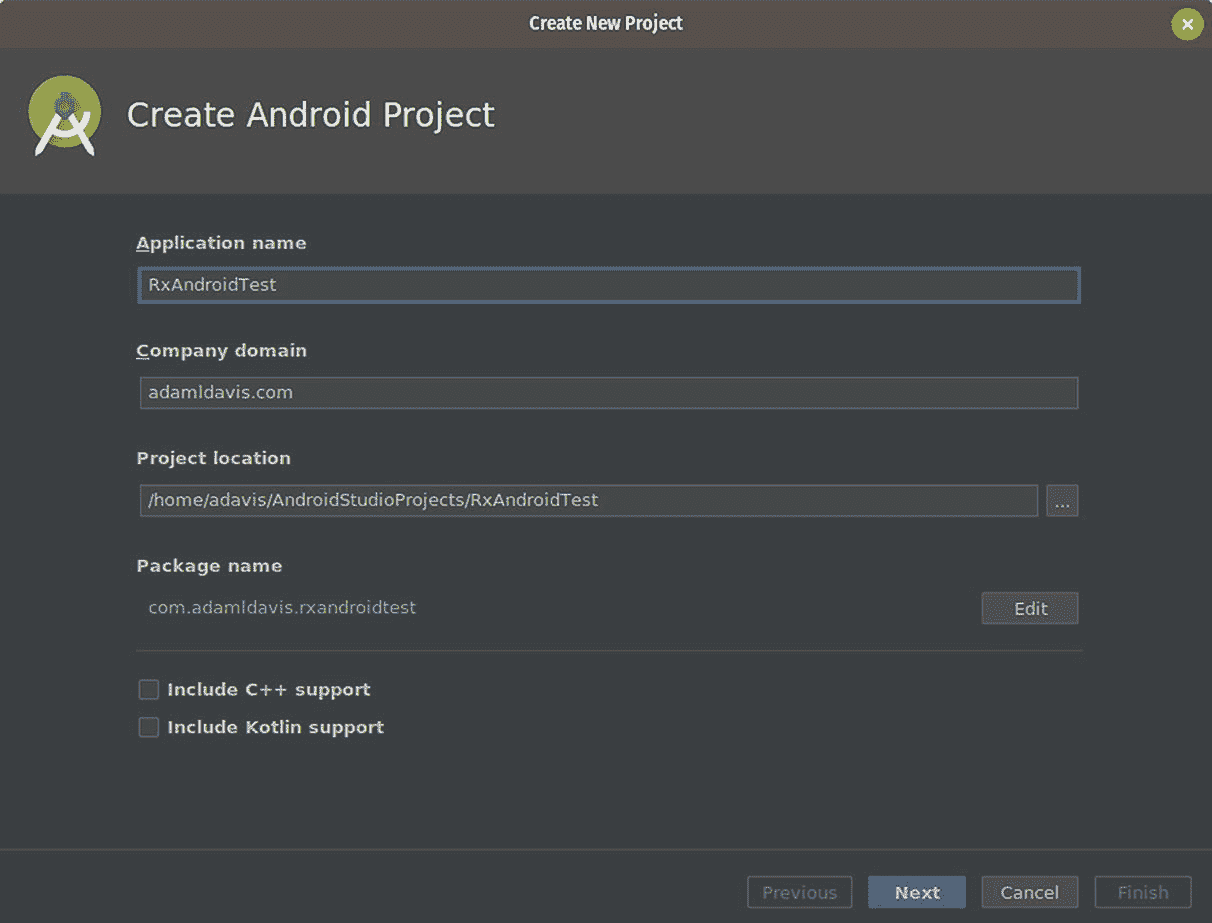 Create New Project
Create Android Project
Application name
RxAndroidTest
Company domain
adamldavis.com
Project location
/home/adavis/AndroidStudioProjects/RxAndroidTest
...
Package name
com.adamldavis.rxandroidtest
Edit
Include C++ support
Include Kotlin support
Previous Next Cancel Finish